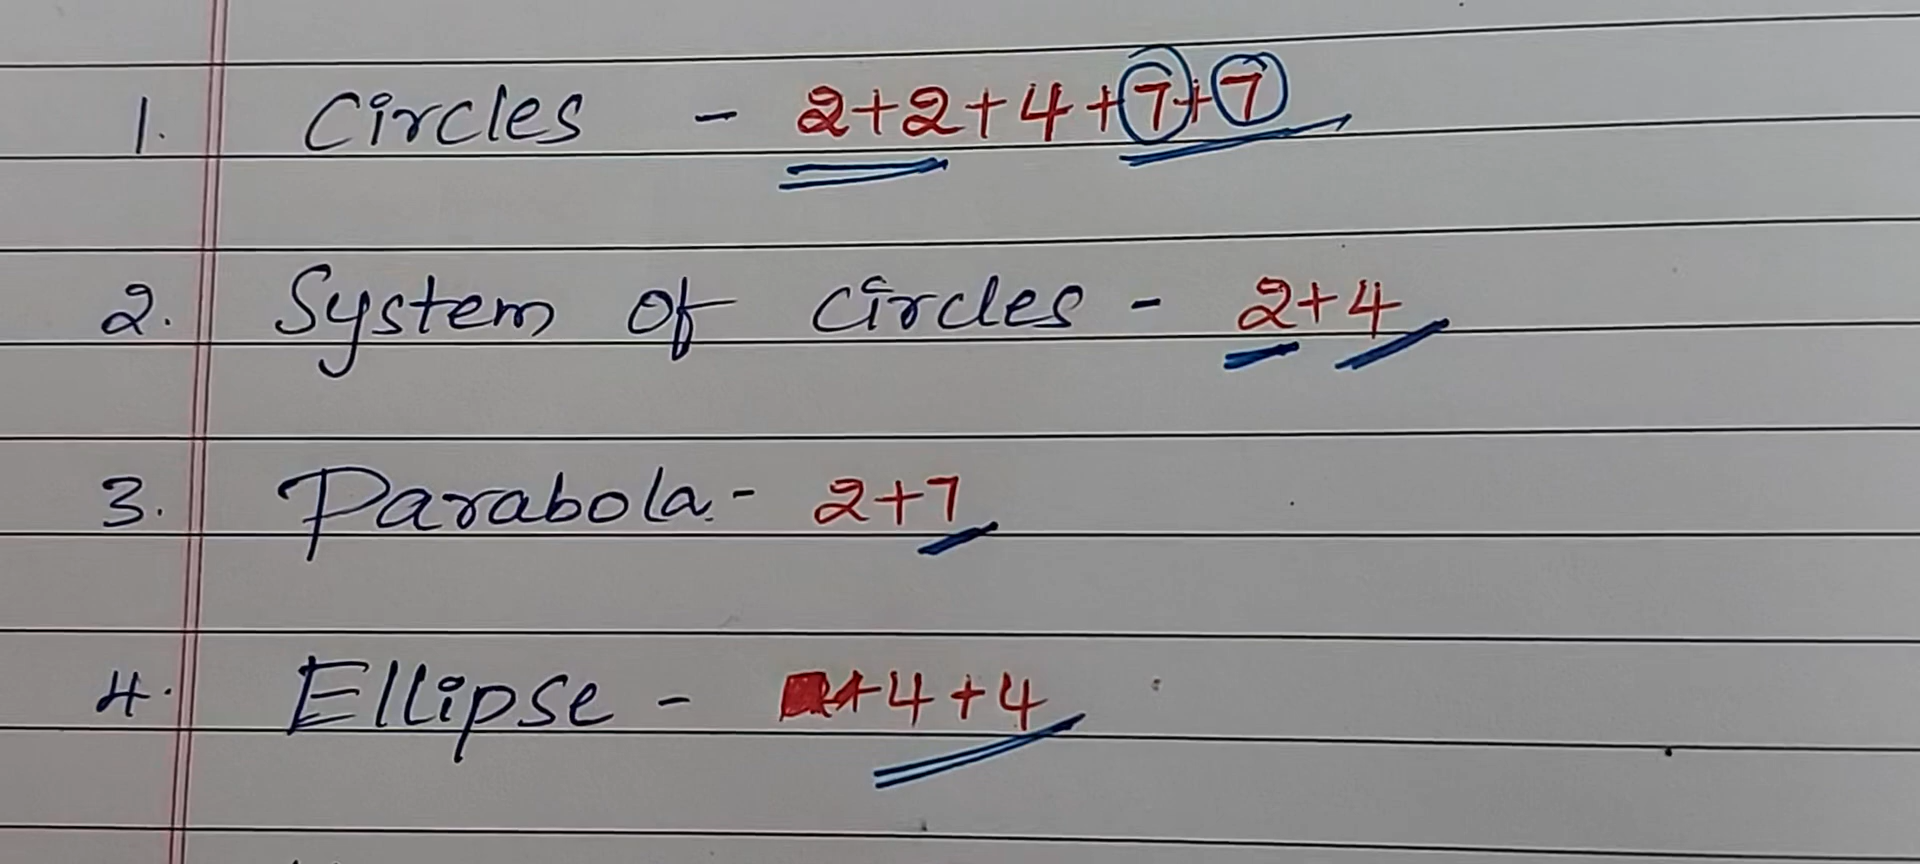 1. Circles - 2+2+4+7+7
2. System of circles - 2+4
3. Parabola - 2+7
4. Ellipse - +4+4